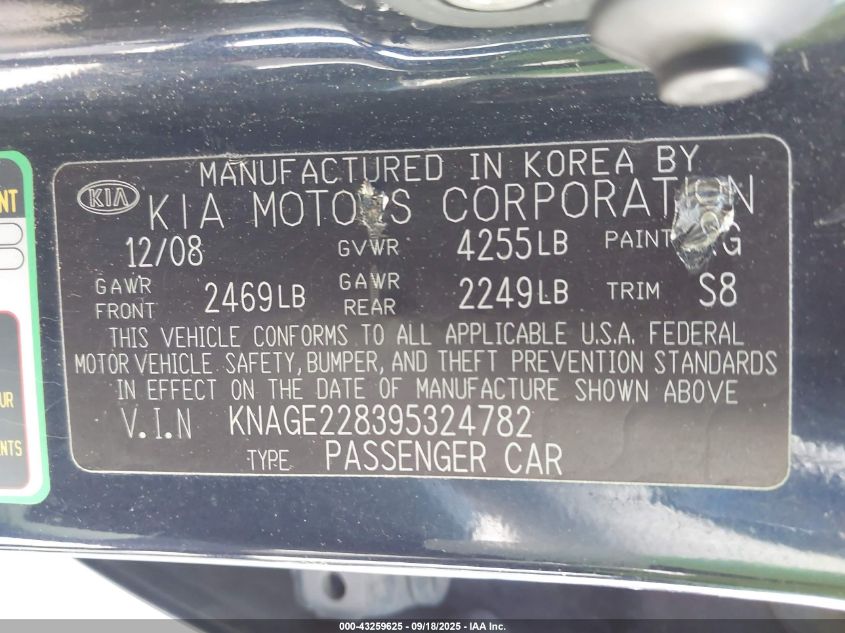 MANUFACTURED IN KOREA BY
KIA KIA MOTORS CORPORATION
12/08 GVWR 4255LB PAINT
GAWR FRONT 2469LB GAWR REAR 2249LB TRIM S8
THIS VEHICLE CONFORMS TO ALL APPLICABLE U.S.A. FEDERAL
MOTOR VEHICLE SAFETY, BUMPER, AND THEFT PREVENTION STANDARDS
IN EFFECT ON THE DATE OF MANUFACTURE SHOWN ABOVE
V.I.N KNAGE228395324782
TYPE PASSENGER CAR
000-43259625 - 09/18/2025 - IAA Inc.